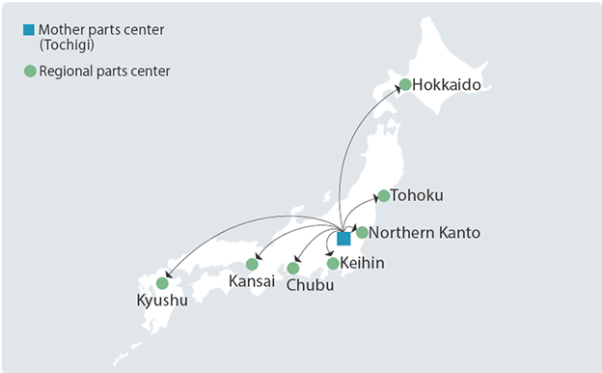 Mother parts center
(Tochigi)
Regional parts center
Hokkaido
Tohoku
Northern Kanto
Keihin
Kansai
Chubu
Kyushu